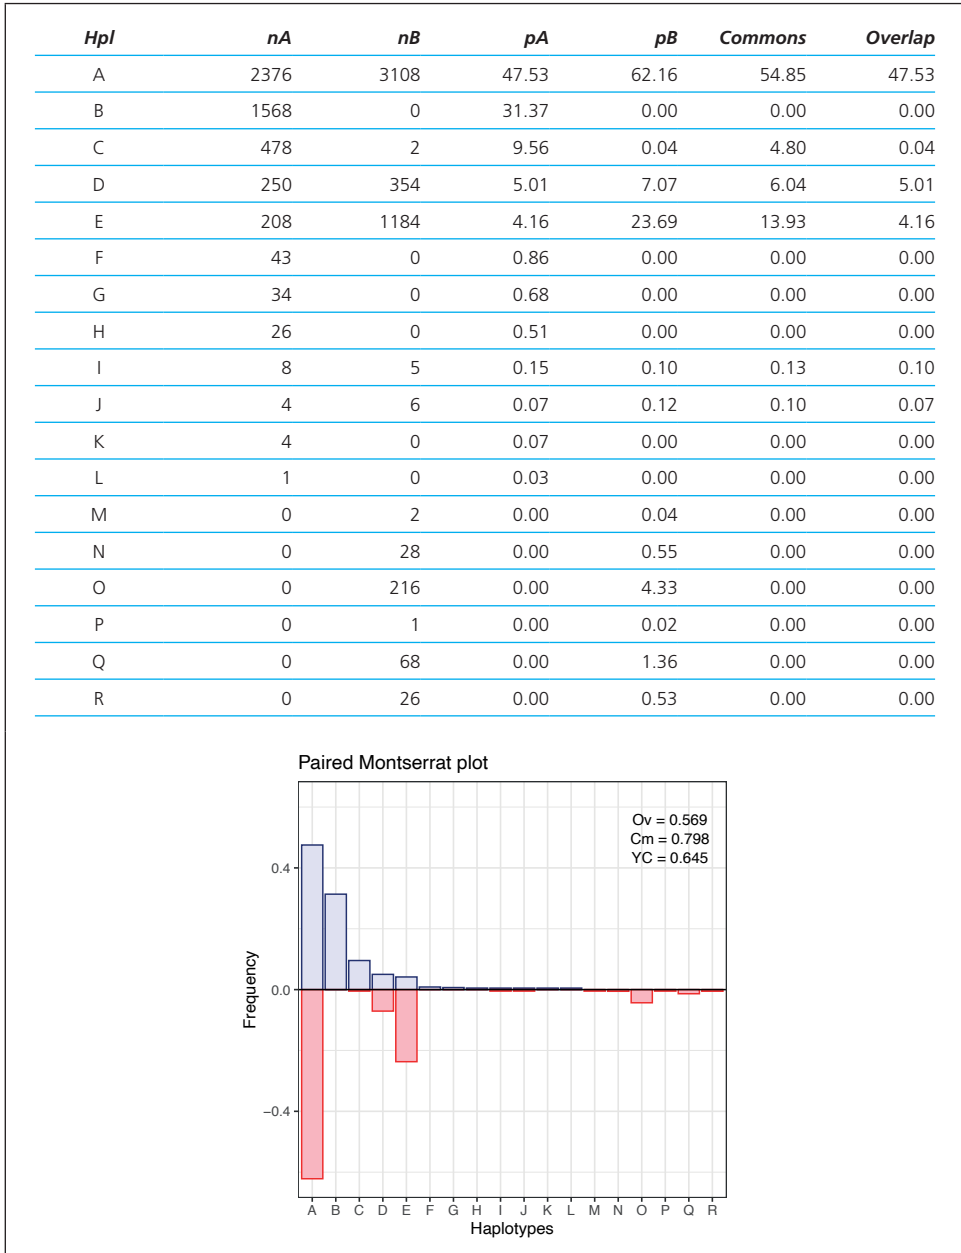 Hpl nA nB pA pB Commons Overlap
A 2376 3108 47.53 62.16 54.85 47.53
B 1568 0 31.37 0.00 0.00 0.00
C 478 2 9.56 0.04 4.80 0.04
D 250 354 5.01 7.07 6.04 5.01
E 208 1184 4.16 23.69 13.93 4.16
F 43 0 0.86 0.00 0.00 0.00
G 34 0 0.68 0.00 0.00 0.00
H 26 0 0.51 0.00 0.00 0.00
I 8 5 0.15 0.10 0.13 0.10
J 4 6 0.07 0.12 0.10 0.07
K 4 0 0.07 0.00 0.00 0.00
L 1 0 0.03 0.00 0.00 0.00
M 0 2 0.00 0.04 0.00 0.00
N 0 28 0.00 0.55 0.00 0.00
O 0 216 0.00 4.33 0.00 0.00
P 0 1 0.00 0.02 0.00 0.00
Q 0 68 0.00 1.36 0.00 0.00
R 0 26 0.00 0.53 0.00 0.00
Paired Montserrat plot
Ov = 0.569
Cm = 0.798
YC = 0.645
0.4
0.0
−0.4
Frequency
A B C D E F G H I J K L M N O P Q R
Haplotypes